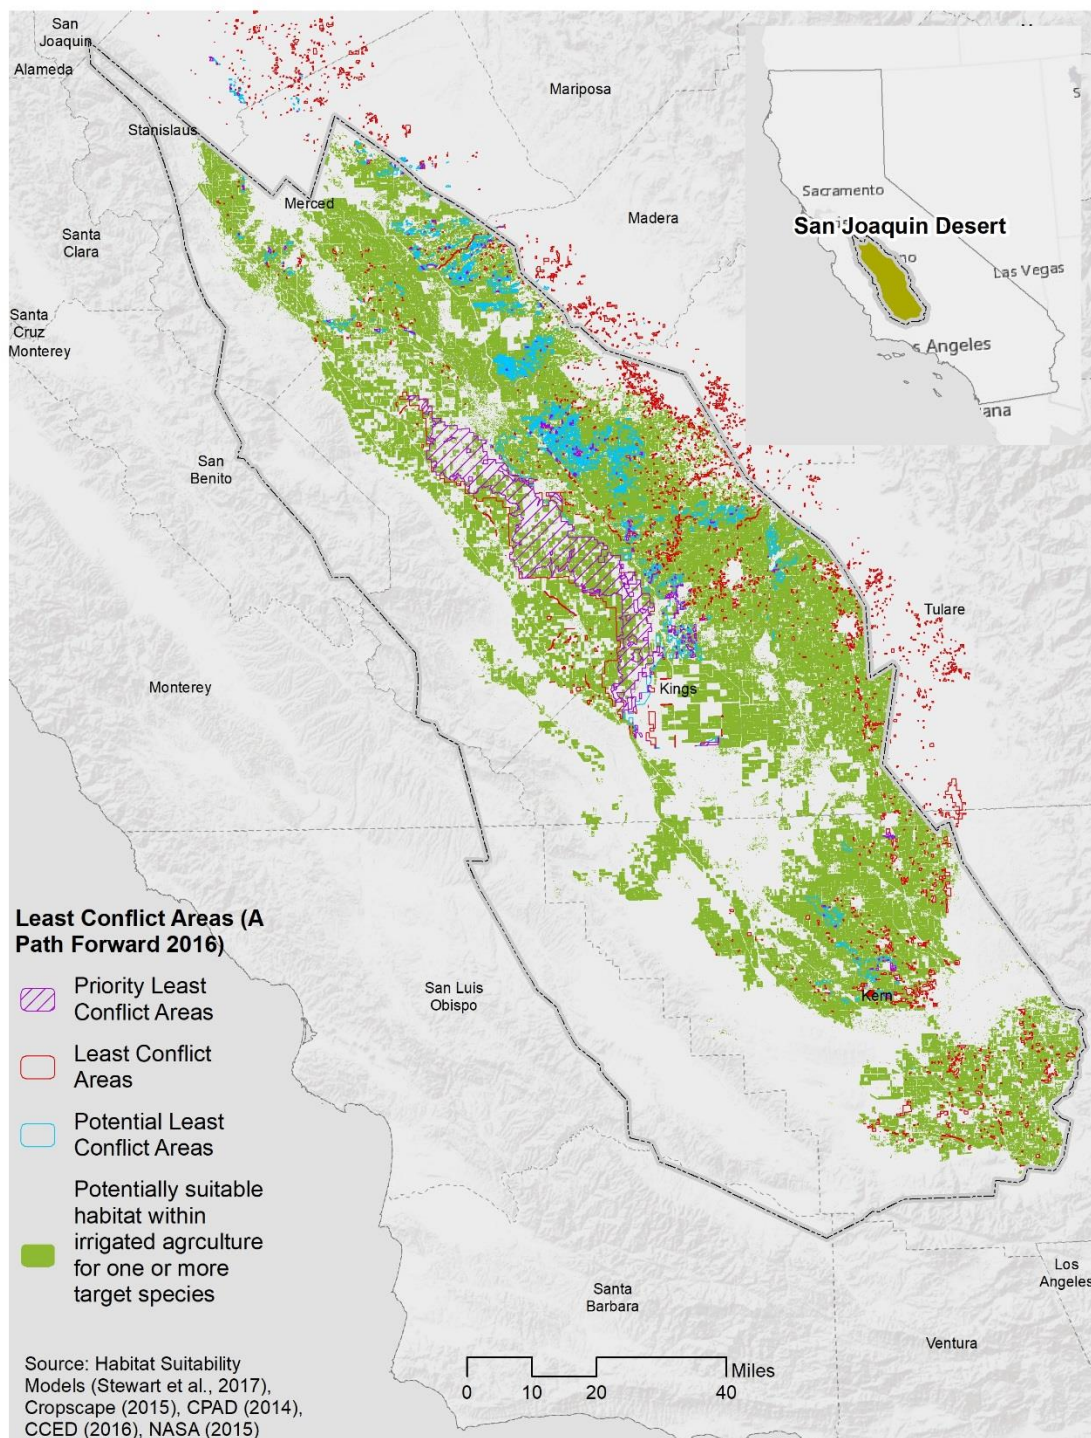 San
Joaquin
Alameda
Stanislaus
Mariposa
Merced
Madera
Santa
Clara
Santa
Cruz
Monterey
San
Benito
Monterey
Tulare
Kings
San Luis
Obispo
Kern
Santa
Barbara
Ventura
Los
Angeles
Sacramento
San Joaquin Desert
no
Las Vegas
s Angeles
ana
S
Least Conflict Areas (A
Path Forward 2016)
Priority Least
Conflict Areas
Least Conflict
Areas
Potential Least
Conflict Areas
Potentially suitable
habitat within
irrigated agrculture
for one or more
target species
Source: Habitat Suitability
Models (Stewart et al., 2017),
Cropscape (2015), CPAD (2014),
CCED (2016), NASA (2015)
Miles
0 10 20 40